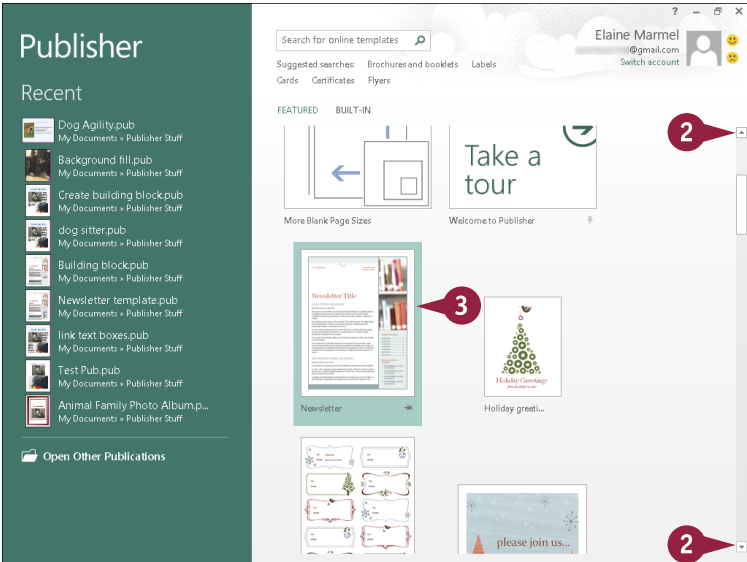 Publisher
Recent
Dog Agility.pub
My Documents » Publisher Stuff
Background fill.pub
My Documents » Publisher Stuff
Create building block.pub
My Documents » Publisher Stuff
dog sitter.pub
My Documents » Publisher Stuff
Building block.pub
My Documents » Publisher Stuff
Newsletter template.pub
My Documents » Publisher Stuff
link text boxes.pub
My Documents » Publisher Stuff
Test Pub.pub
My Documents » Publisher Stuff
Animal Family Photo Album.p...
My Documents » Publisher Stuff
Open Other Publications
?
Search for online templates
Elaine Marmel
@gmail.com
Switch account
Suggested searches: Brochures and booklets Labels
Cards Certificates Flyers
FEATURED BUILT-IN
2
Take a
tour
More Blank Page Sizes
Welcome to Publisher
Newsletter Title
3
Holiday Greetings
from our family to yours
Newsletter
Holiday greeti...
please join us...
2